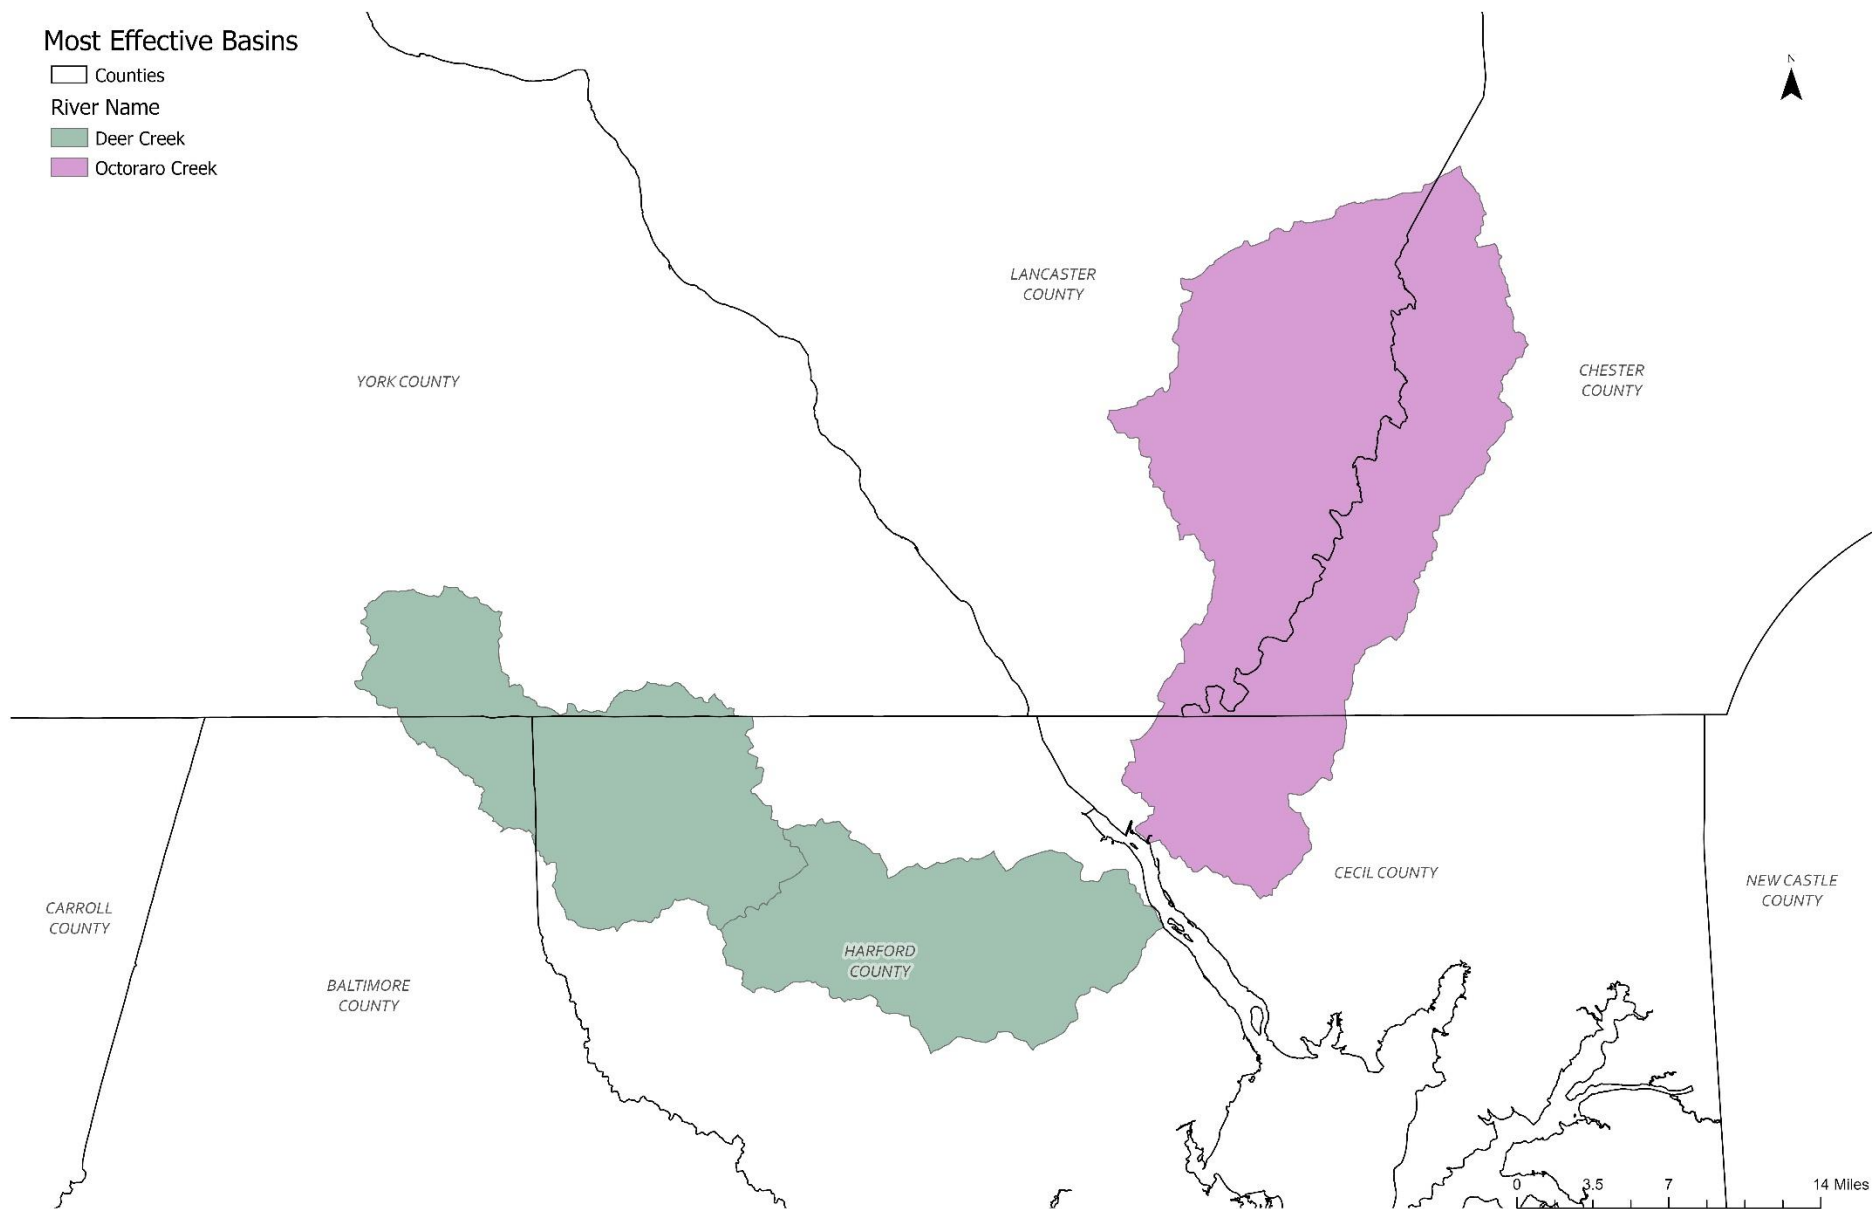 Most Effective Basins
Counties
River Name
Deer Creek
Octoraro Creek
N
LANCASTER
COUNTY
YORK COUNTY
CHESTER
COUNTY
CECIL COUNTY
NEW CASTLE
COUNTY
CARROLL
COUNTY
HARFORD
COUNTY
BALTIMORE
COUNTY
0 3.5 7 14 Miles